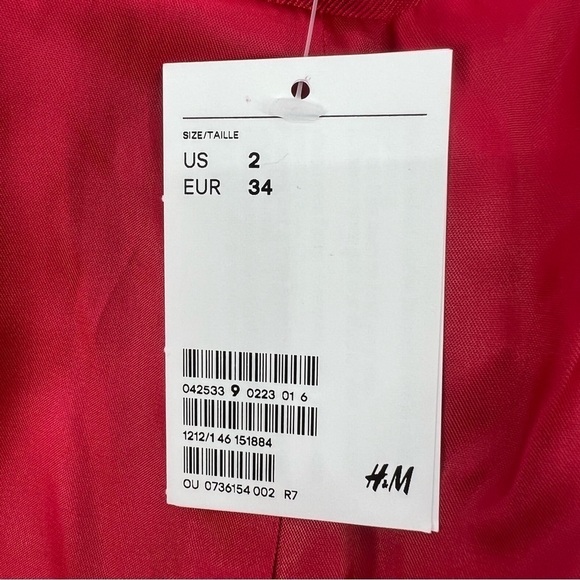 SIZE/TAILLE
US 2
EUR 34
042533 9 0223 01 6
1212/1 46 151884
OU 0736154 002 R7
H&M